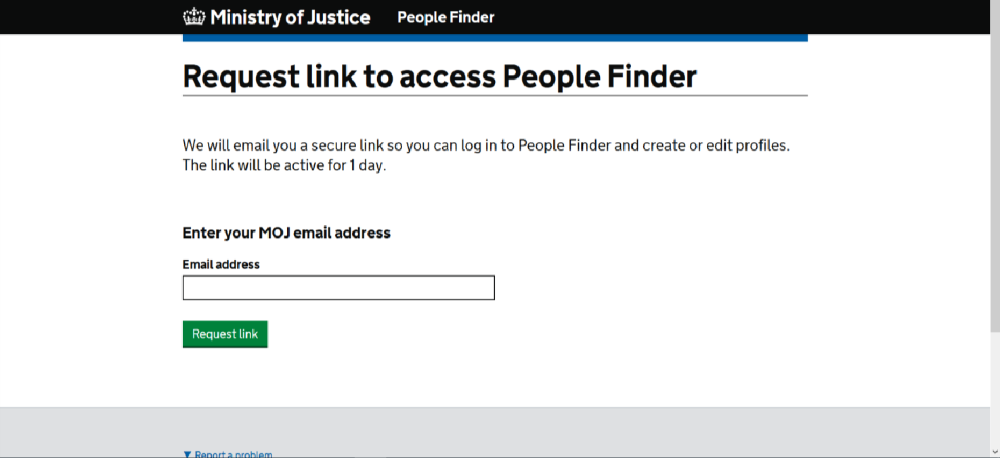 Ministry of Justice People Finder
Request link to access People Finder
We will email you a secure link so you can log in to People Finder and create or edit profiles.
The link will be active for 1 day.
Enter your MOJ email address
Email address
Request link
▼ Report a problem